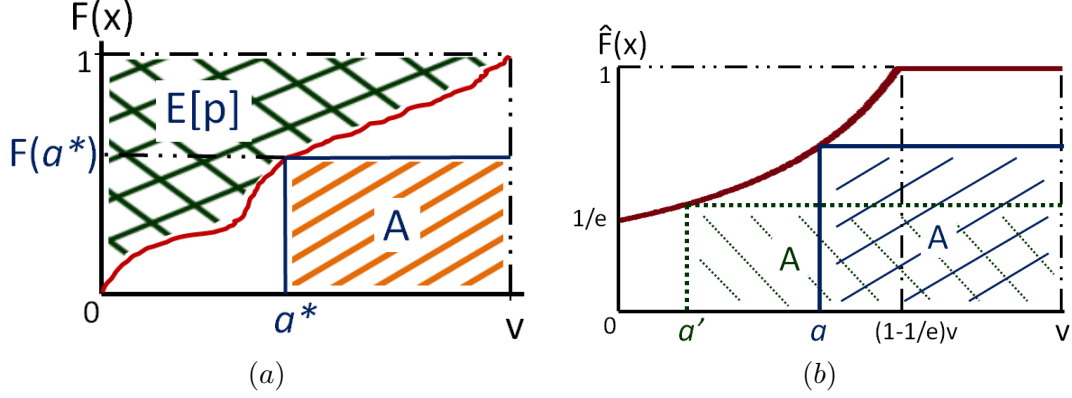 F(x)
1
E[p]
F(a*)
A
0
a*
v
(a)
F̂(x)
1
1/e
A
A
0
a′
a
(1-1/e)v
v
(b)